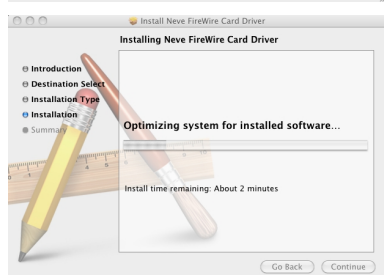 Install Neve FireWire Card Driver
Installing Neve FireWire Card Driver
Introduction
Destination Select
Installation Type
Installation
Summary
Optimizing system for installed software...
Install time remaining: About 2 minutes
Go Back
Continue